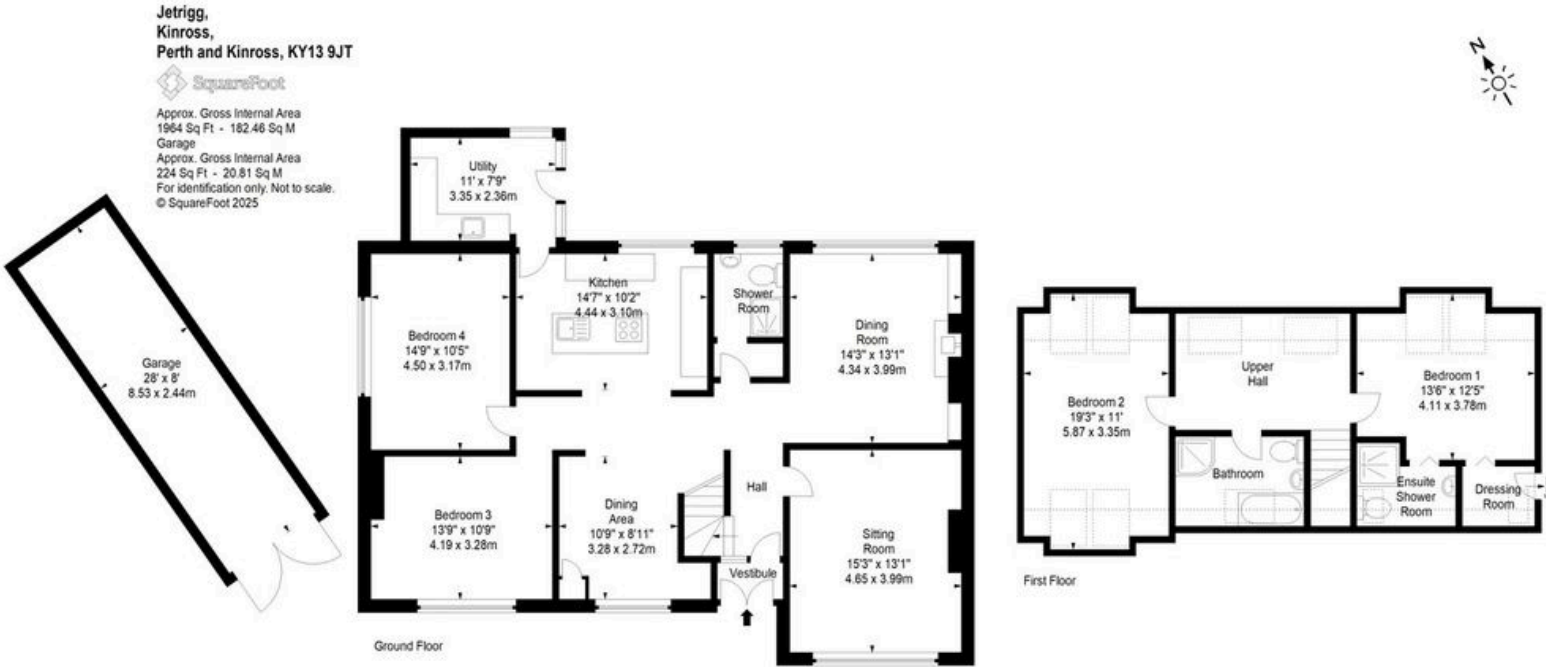 Jetrigg,
Kinross,
Perth and Kinross, KY13 9JT
SquareFoot
Approx. Gross Internal Area
1964 Sq Ft - 182.46 Sq M
Garage
Approx. Gross Internal Area
224 Sq Ft - 20.81 Sq M
For identification only. Not to scale.
© SquareFoot 2025
N
Garage
28' x 8'
8.53 x 2.44m
Utility
11' x 7'9"
3.35 x 2.36m
Kitchen
14'7" x 10'2"
4.44 x 3.10m
Shower
Room
Dining
Room
14'3" x 13'1"
4.34 x 3.99m
Bedroom 4
14'9" x 10'5"
4.50 x 3.17m
Bedroom 3
13'9" x 10'9"
4.19 x 3.28m
Dining
Area
10'9" x 8'11"
3.28 x 2.72m
Hall
Vestibule
Sitting
Room
15'3" x 13'1"
4.65 x 3.99m
Ground Floor
Bedroom 2
19'3" x 11'
5.87 x 3.35m
Upper
Hall
Bedroom 1
13'6" x 12'5"
4.11 x 3.78m
Bathroom
Ensuite
Shower
Room
Dressing
Room
First Floor